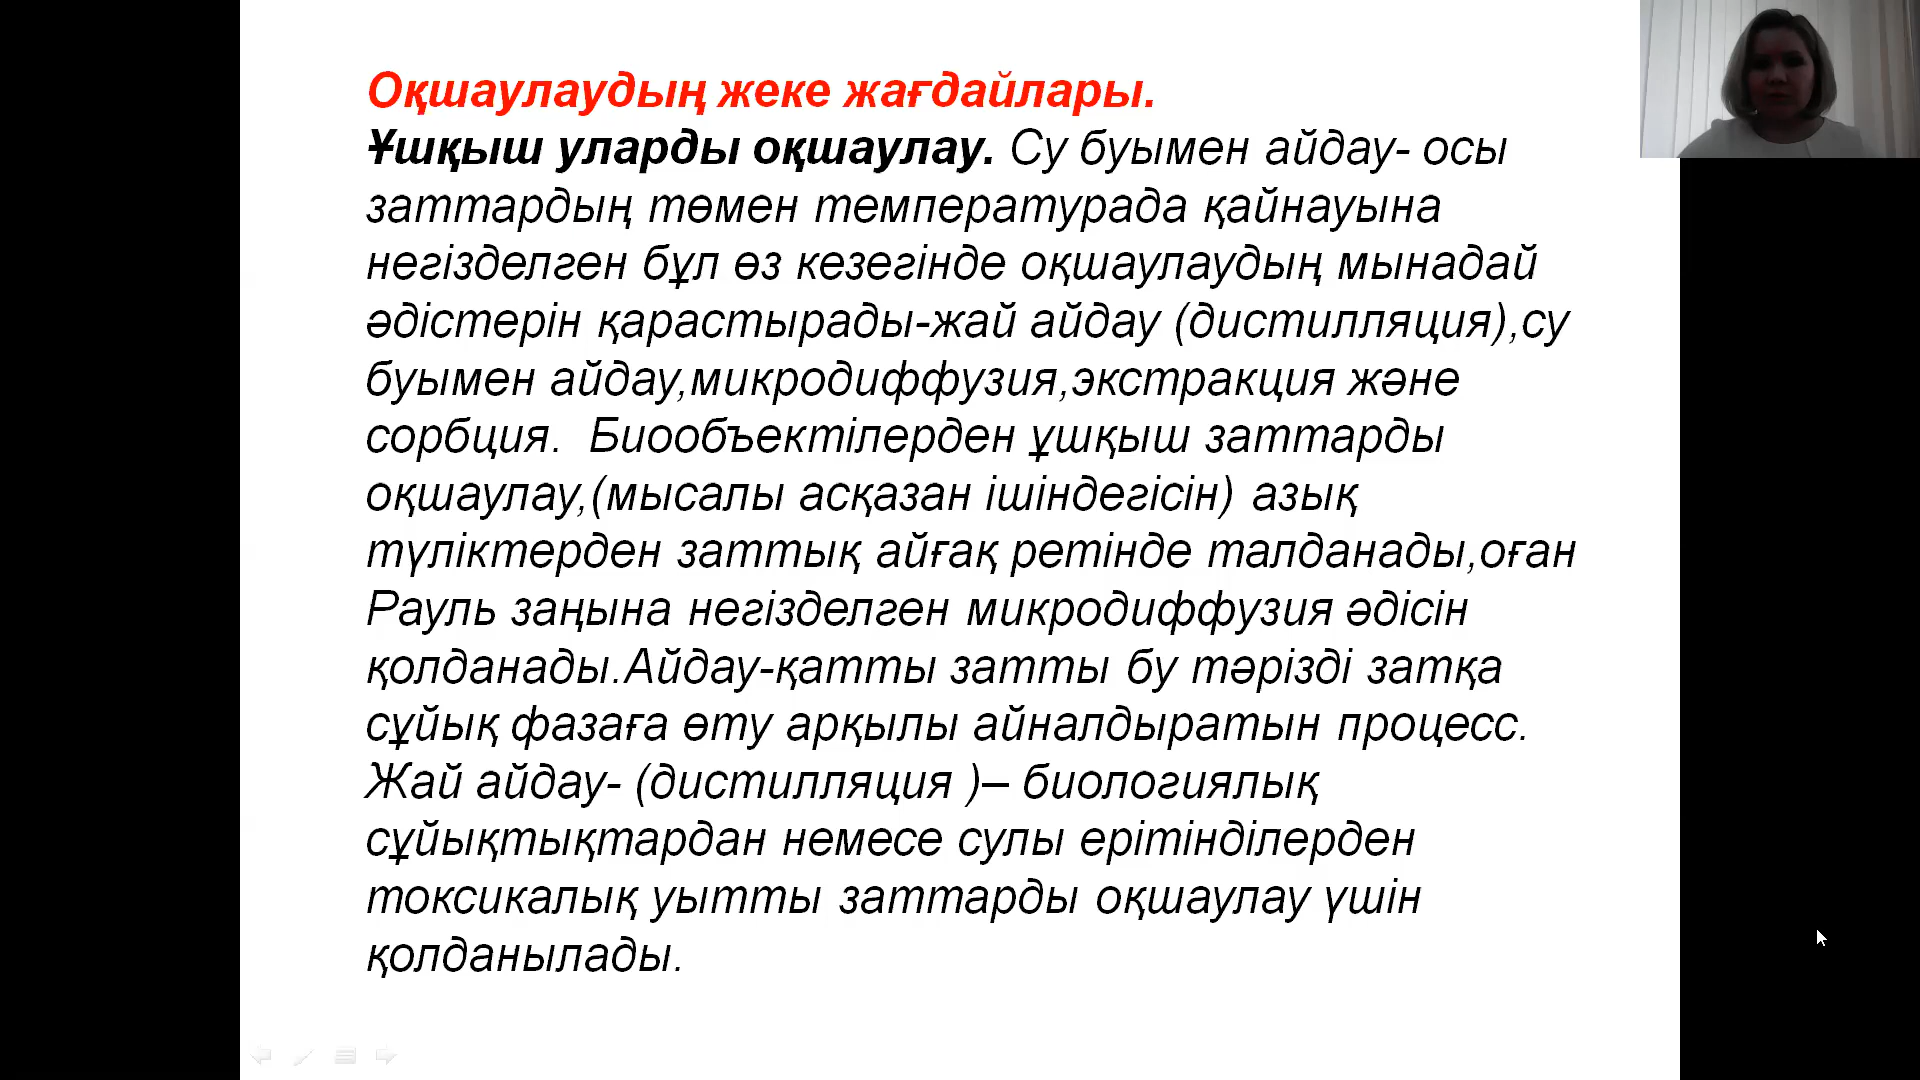 Оқшаулаудың жеке жағдайлары.
Ұшқыш уларды оқшаулау. Су буымен айдау- осы
заттардың төмен температурада қайнауына
негізделген бұл өз кезегінде оқшаулаудың мынадай
әдістерін қарастырады-жай айдау (дистилляция),су
буымен айдау,микродиффузия,экстракция және
сорбция.  Биообъектілерден ұшқыш заттарды
оқшаулау,(мысалы асқазан ішіндегісін) азық
түліктерден заттық айғақ ретінде талданады,оған
Рауль заңына негізделген микродиффузия әдісін
қолданады.Айдау-қатты затты бу тәрізді затқа
сұйық фазаға өту арқылы айналдыратын процесс.
Жай айдау- (дистилляция )– биологиялық
сұйықтықтардан немесе сулы ерітінділерден
токсикалық уытты заттарды оқшаулау үшін
қолданылады.